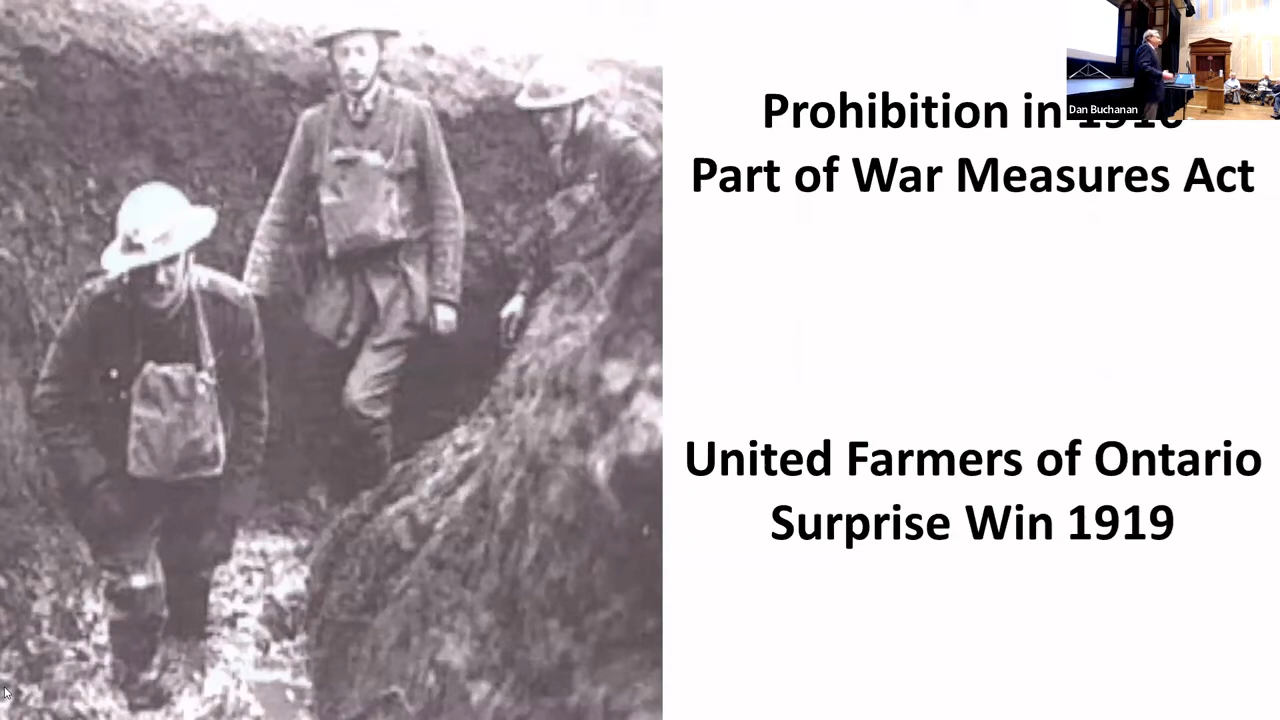 Prohibition in
Part of War Measures Act
United Farmers of Ontario
Surprise Win 1919
Dan Buchanan